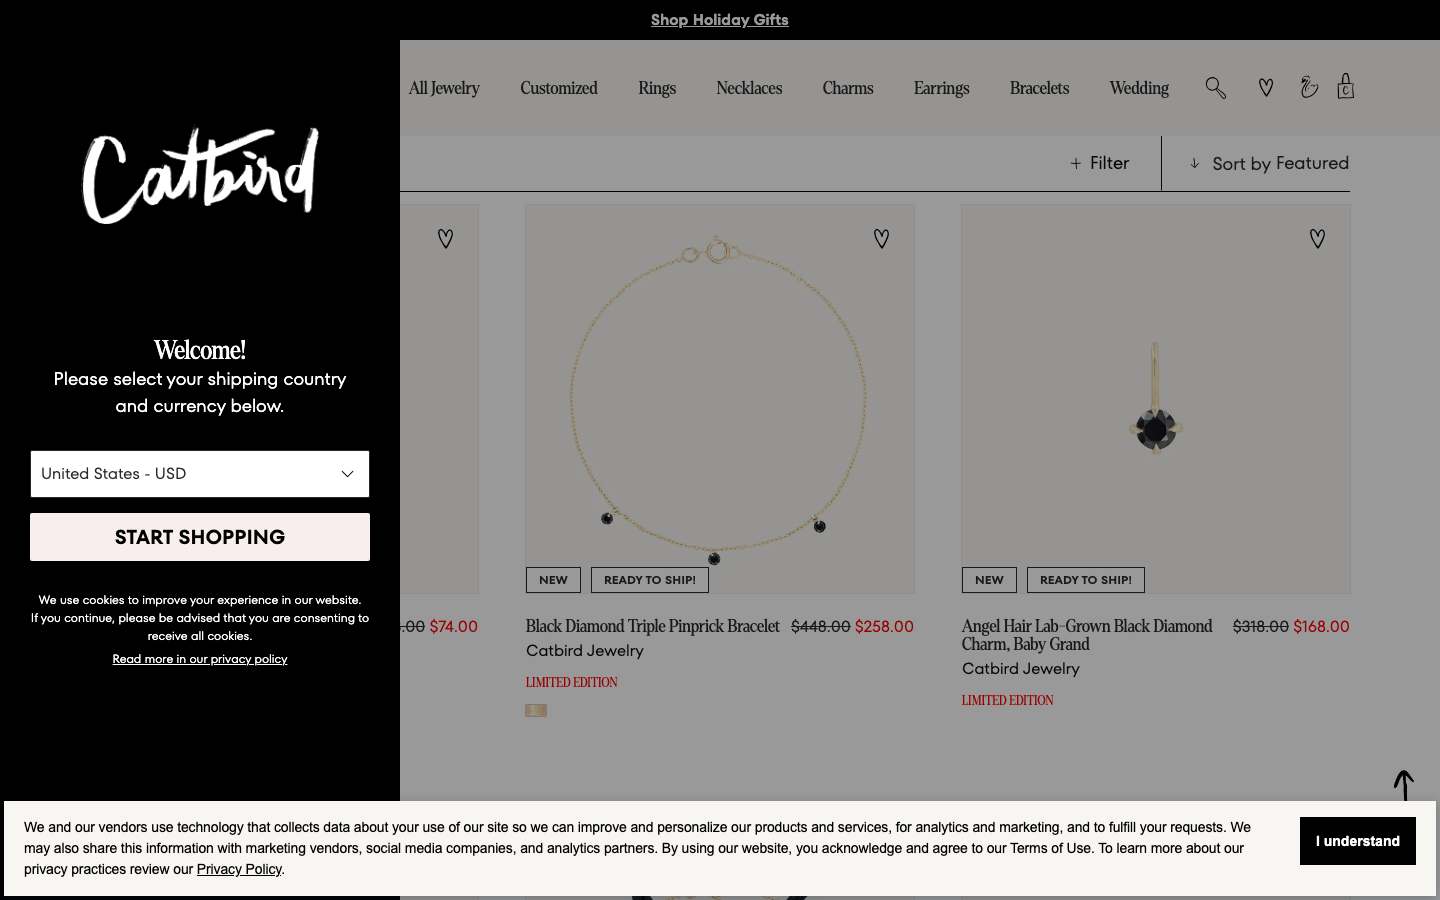 Shop Holiday Gifts
All Jewelry
Customized
Rings
Necklaces
Charms
Earrings
Bracelets
Wedding
C
Catbird
+ Filter
↓ Sort by Featured
Welcome!
Please select your shipping country
and currency below.
United States - USD
START SHOPPING
We use cookies to improve your experience in our website.
If you continue, please be advised that you are consenting to
receive all cookies.
Read more in our privacy policy
.00 $74.00
NEW
READY TO SHIP!
Black Diamond Triple Pinprick Bracelet $448.00 $258.00
Catbird Jewelry
LIMITED EDITION
NEW
READY TO SHIP!
Angel Hair Lab-Grown Black Diamond $318.00 $168.00
Charm, Baby Grand
Catbird Jewelry
LIMITED EDITION
We and our vendors use technology that collects data about your use of our site so we can improve and personalize our products and services, for analytics and marketing, and to fulfill your requests. We
may also share this information with marketing vendors, social media companies, and analytics partners. By using our website, you acknowledge and agree to our Terms of Use. To learn more about our
privacy practices review our Privacy Policy.
I understand